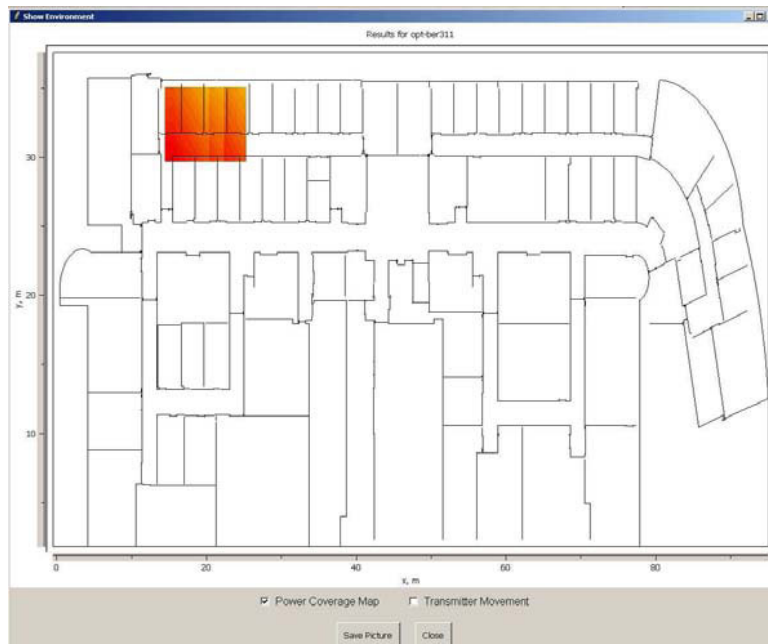 Show Environment
Results for opt-ber311
30
20
10
y, m
0 20 40 60 80
x, m
Power Coverage Map Transmitter Movement
Save Picture Close